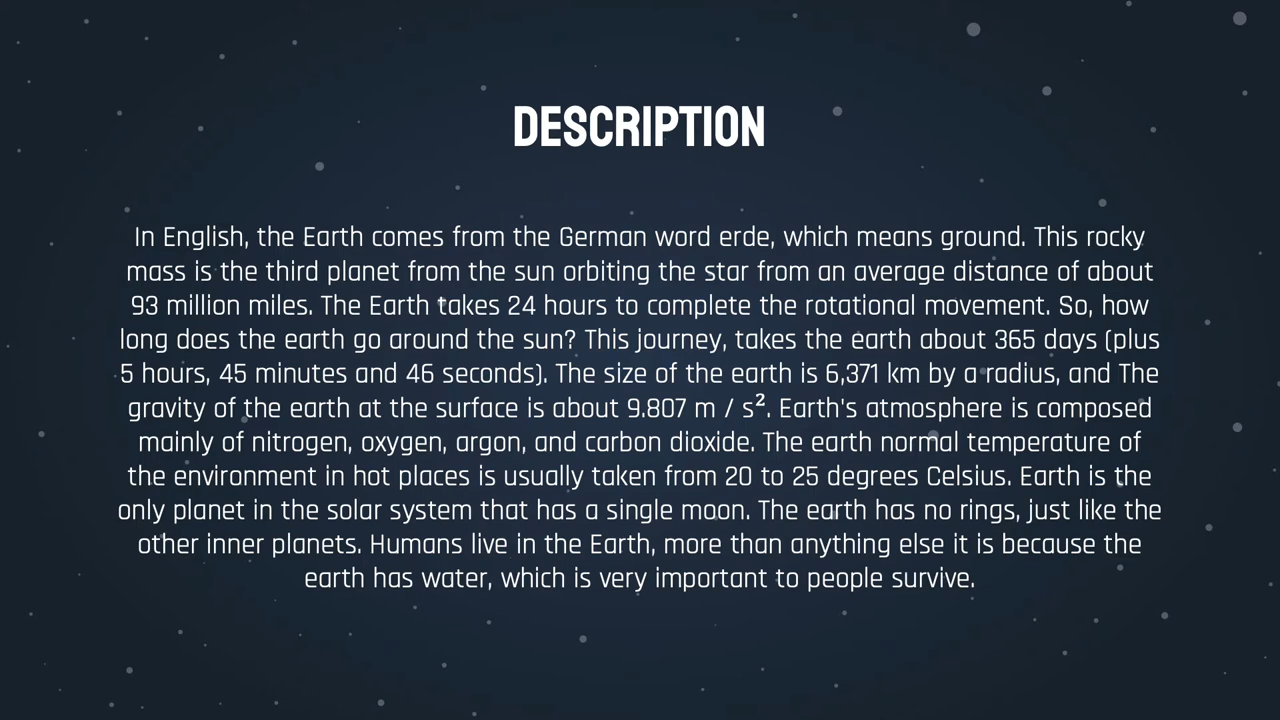 DESCRIPTION
In English, the Earth comes from the German word erde, which means ground. This rocky
mass is the third planet from the sun orbiting the star from an average distance of about
93 million miles. The Earth takes 24 hours to complete the rotational movement. So, how
long does the earth go around the sun? This journey, takes the earth about 365 days (plus
5 hours, 45 minutes and 46 seconds). The size of the earth is 6,371 km by a radius, and The
gravity of the earth at the surface is about 9.807 m / s². Earth's atmosphere is composed
mainly of nitrogen, oxygen, argon, and carbon dioxide. The earth normal temperature of
the environment in hot places is usually taken from 20 to 25 degrees Celsius. Earth is the
only planet in the solar system that has a single moon. The earth has no rings, just like the
other inner planets. Humans live in the Earth, more than anything else it is because the
earth has water, which is very important to people survive.